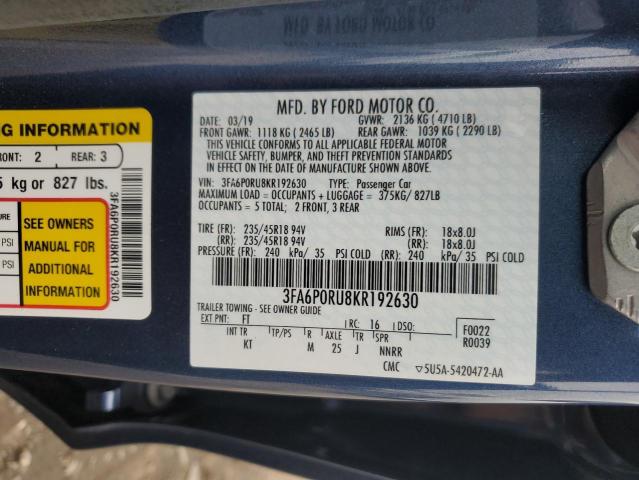 MFD. BY FORD MOTOR CO
NG INFORMATION
FRONT: 2 REAR: 3
5 kg or 827 lbs.
PSI
PSI
SEE OWNERS
MANUAL FOR
ADDITIONAL
INFORMATION
3FA6P0RU8KR192630
MFD. BY FORD MOTOR CO.
DATE: 03/19 GVWR: 2136 KG ( 4710 LB)
FRONT GAWR: 1118 KG ( 2465 LB) REAR GAWR: 1039 KG ( 2290 LB)
THIS VEHICLE CONFORMS TO ALL APPLICABLE FEDERAL MOTOR
VEHICLE SAFETY, BUMPER, AND THEFT PREVENTION STANDARDS
IN EFFECT ON THE DATE OF MANUFACTURE SHOWN ABOVE.
VIN: 3FA6P0RU8KR192630 TYPE: Passenger Car
MAXIMUM LOAD = OCCUPANTS + LUGGAGE = 375KG/ 827LB
OCCUPANTS = 5 TOTAL; 2 FRONT, 3 REAR
TIRE (FR): 235/45R18 94V RIMS (FR): 18x8.0J
(RR): 235/45R18 94V (RR): 18x8.0J
PRESSURE (FR): 240 kPa/ 35 PSI COLD (RR): 240 kPa/ 35 PSI COLD
3FA6P0RU8KR192630
TRAILER TOWING - SEE OWNER GUIDE
EXT PNT: FT RC: 16 DSO: F0022
INT TR TP/PS R AXLE TR SPR R0039
KT M 25 J NNRR
CMC ▽5U5A-5420472-AA